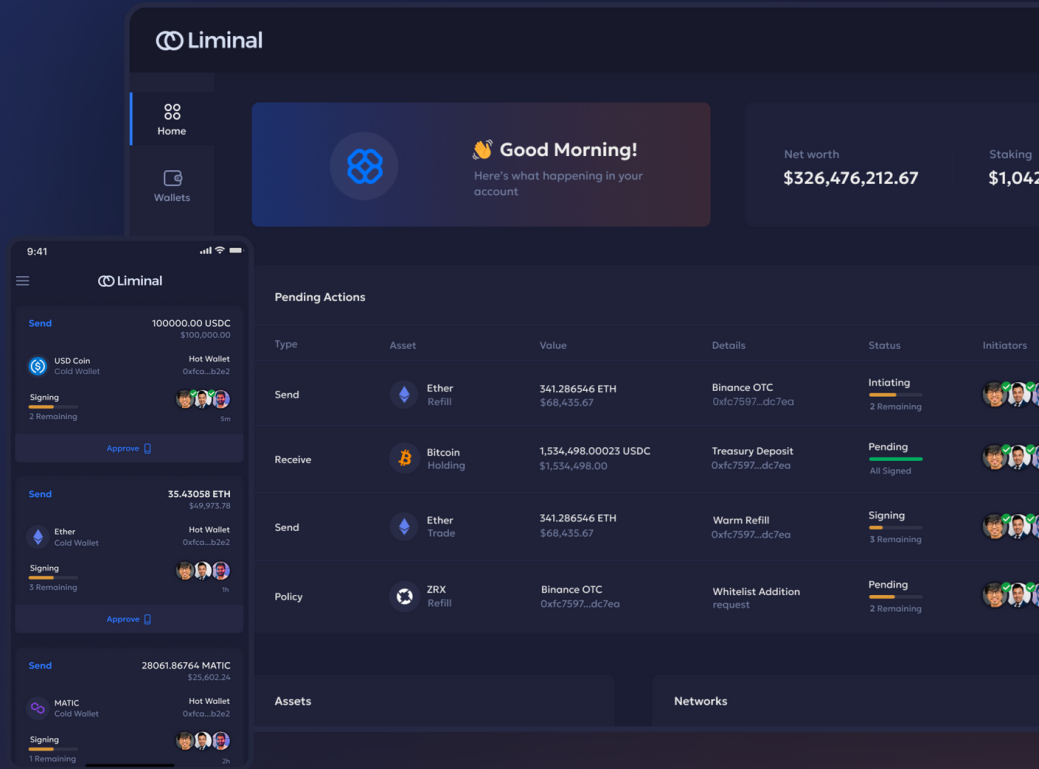 Liminal
Home
Wallets
👋 Good Morning!
Here's what happening in your
account
Net worth
$326,476,212.67
Staking
$1,042
Pending Actions
Type Asset Value Details Status Initiators
Send
Ether
Refill
341.286546 ETH
$68,435.67
Binance OTC
0xfc7597...dc7ea
Intiating
2 Remaining
Receive
Bitcoin
Holding
1,534,498.00023 USDC
$1,534,498.00
Treasury Deposit
0xfc7597...dc7ea
Pending
All Signed
Send
Ether
Trade
341.286546 ETH
$68,435.67
Warm Refill
0xfc7597...dc7ea
Signing
3 Remaining
Policy
ZRX
Refill
Binance OTC
0xfc7597...dc7ea
Whitelist Addition
request
Pending
2 Remaining
Assets
Networks
9:41
Liminal
Send
100000.00 USDC
$100,000.00
USD Coin
Cold Wallet
Hot Wallet
0xfca...b2e2
Signing
2 Remaining
5m
Approve
Send
35.43058 ETH
$49,973.78
Ether
Cold Wallet
Hot Wallet
0xfca...b2e2
Signing
3 Remaining
1h
Approve
Send
28061.86764 MATIC
$25,602.24
MATIC
Cold Wallet
Hot Wallet
0xfca...b2e2
Signing
1 Remaining
2h